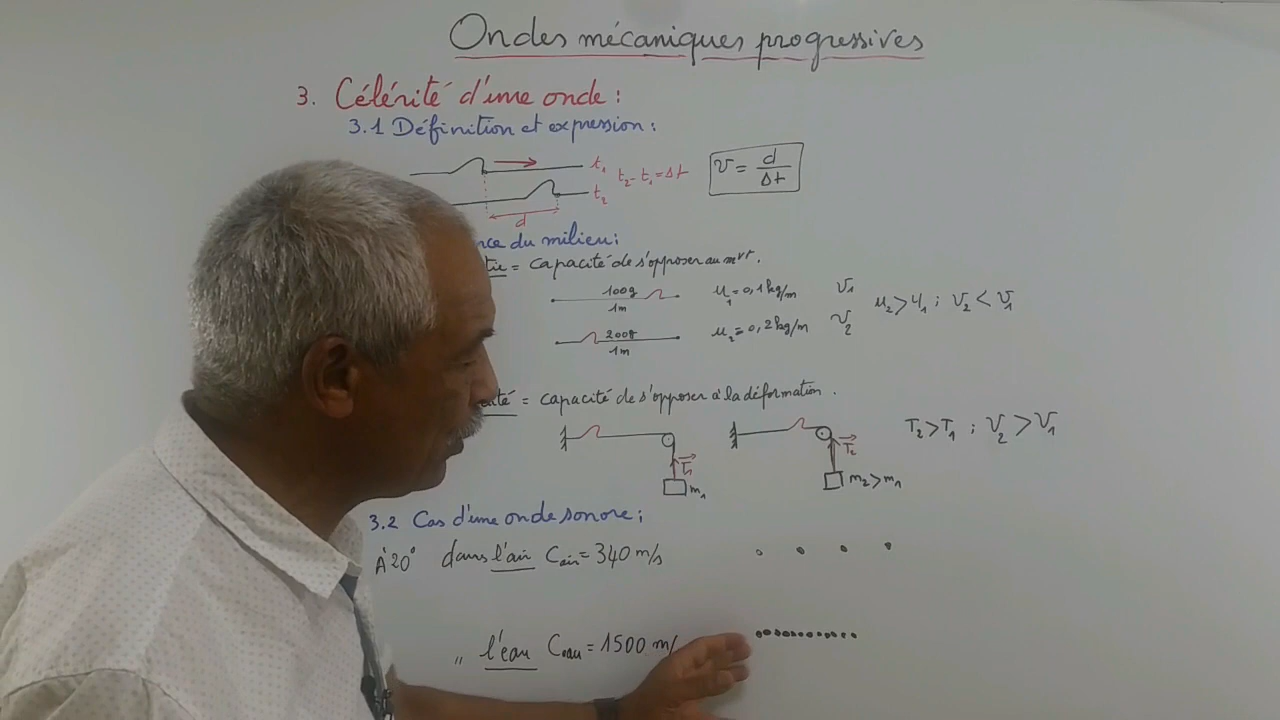 Ondes mécaniques progressives
3. Célérité d'une onde :
3.1 Définition et expression :
t₁
t₂ - t₁ = Δt
v = d/Δt
t₂
d
du milieu :
= capacité de s'opposer au mᵛᵗ.
100g
1m
μ₁ = 0,1 kg/m
v₁
μ₂ > μ₁ ; v₂ < v₁
200g
1m
μ₂ = 0,2 kg/m
v₂
= capacité de s'opposer à la déformation.
T₁
m₁
T₂
m₂ > m₁
T₂ > T₁ ; v₂ > v₁
3.2 Cas d'une onde sonore ;
À 20° dans l'air Cair = 340 m/s
" l'eau Ceau = 1500 m/